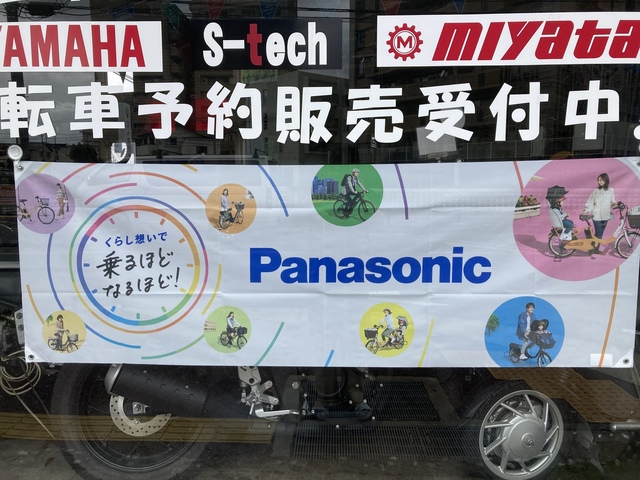 YAMAHA
S-tech
MIYATA
転車予約販売受付中
くらし想いで
乗るほど
なるほど!
Panasonic